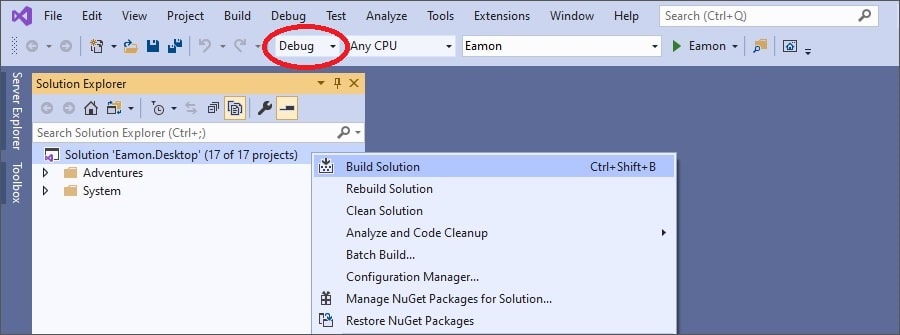 File Edit View Git Project Build Debug Test Analyze Tools Extensions Window Help Search (Ctrl+Q)
Debug Any CPU Eamon Eamon
Server Explorer
Toolbox
Solution Explorer
Search Solution Explorer (Ctrl+;)
Solution 'Eamon.Desktop' (17 of 17 projects)
Adventures
System
Build Solution Ctrl+Shift+B
Rebuild Solution
Clean Solution
Analyze and Code Cleanup
Batch Build...
Configuration Manager...
Manage NuGet Packages for Solution...
Restore NuGet Packages